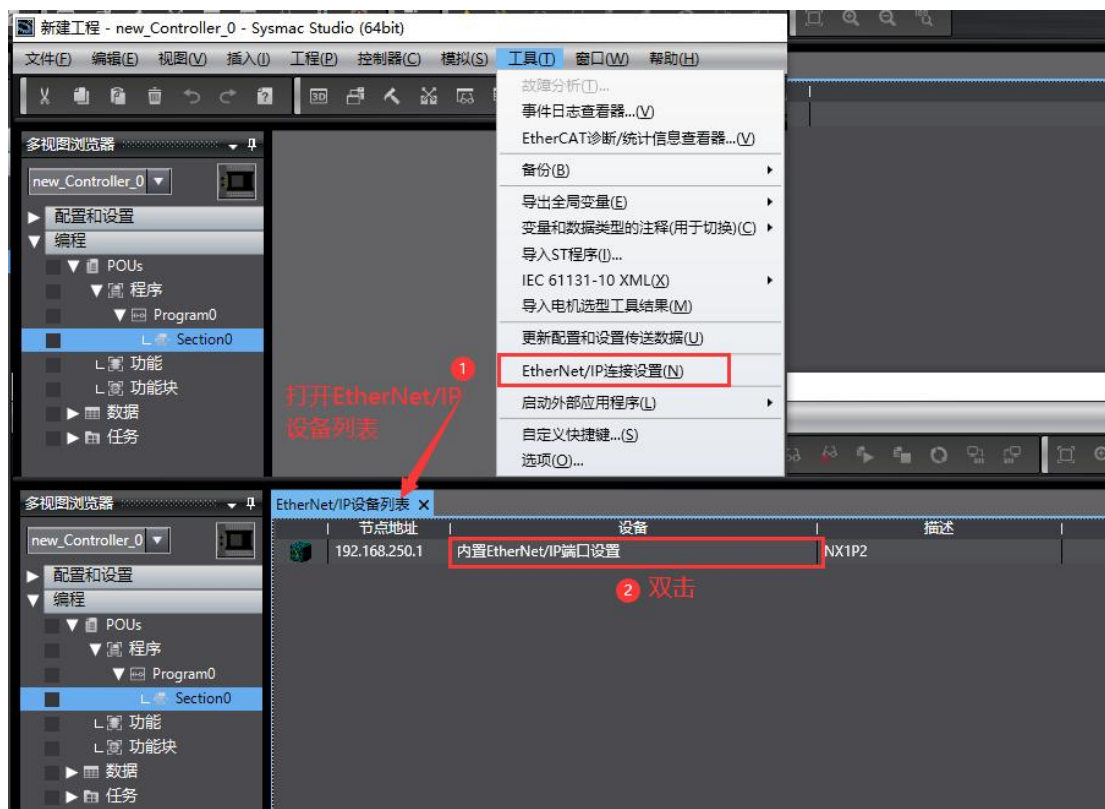 新建工程 - new_Controller_0 - Sysmac Studio (64bit)
文件(F) 编辑(E) 视图(V) 插入(I) 工程(P) 控制器(C) 模拟(S) 工具(T) 窗口(W) 帮助(H)
故障分析(T)...
事件日志查看器...(V)
EtherCAT诊断/统计信息查看器...(V)
备份(B)
导出全局变量(E)
变量和数据类型的注释(用于切换)(C)
导入ST程序(I)...
IEC 61131-10 XML(X)
导入电机选型工具结果(M)
更新配置和设置传送数据(U)
EtherNet/IP连接设置(N)
启动外部应用程序(L)
自定义快捷键...(S)
选项(O)...
多视图浏览器
new_Controller_0
配置和设置
编程
POUs
程序
Program0
Section0
功能
功能块
数据
任务
1
打开EtherNet/IP
设备列表
多视图浏览器
new_Controller_0
配置和设置
编程
POUs
程序
Program0
Section0
功能
功能块
数据
任务
EtherNet/IP设备列表
节点地址 设备 描述
192.168.250.1 内置EtherNet/IP端口设置 NX1P2
2 双击